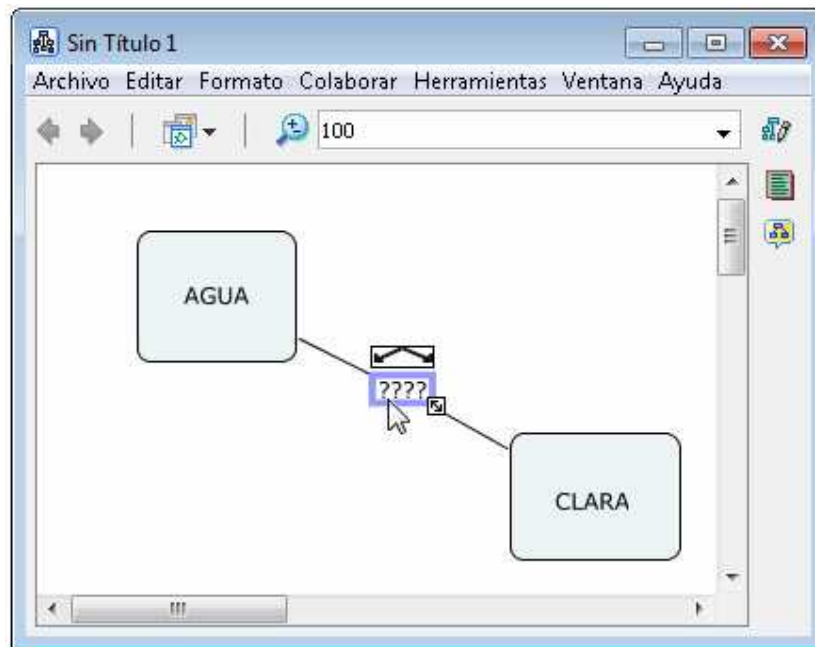 Sin Título 1
Archivo Editar Formato Colaborar Herramientas Ventana Ayuda
100
AGUA
????
CLARA